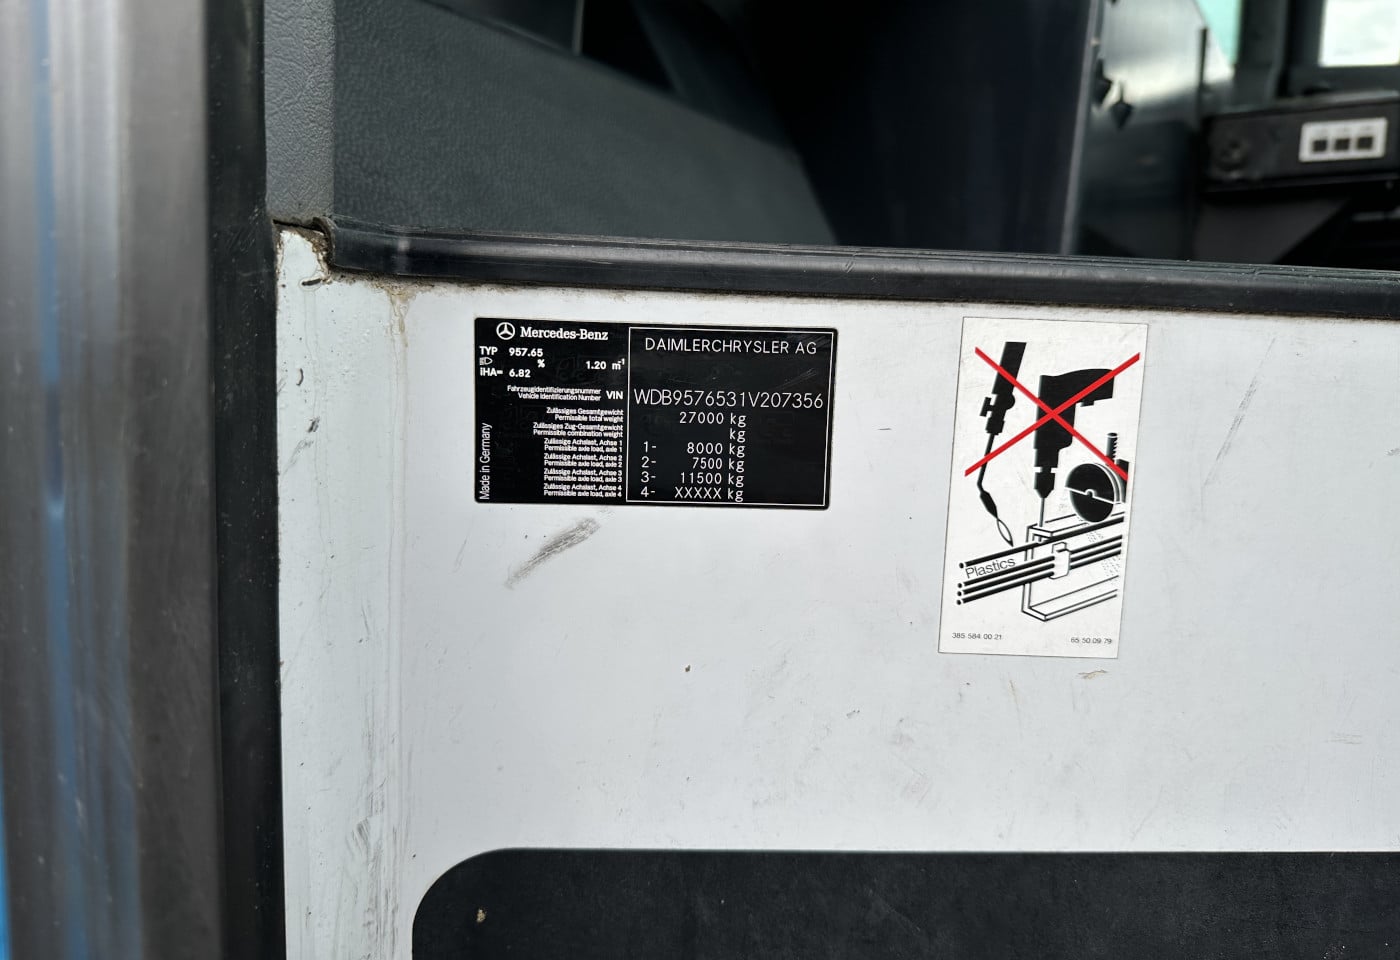 Mercedes-Benz
DAIMLERCHRYSLER AG
TYP 957.65
% 1.20 m⁻¹
IHA= 6.82
Fahrzeugidentifizierungsnummer
Vehicle Identification Number VIN WDB9576531V207356
Zulässiges Gesamtgewicht
Permissible total weight 27000 kg
Zulässiges Zug-Gesamtgewicht
Permissible combination weight kg
Zulässige Achslast, Achse 1
Permissible axle load, axle 1 1- 8000 kg
Zulässige Achslast, Achse 2
Permissible axle load, axle 2 2- 7500 kg
Zulässige Achslast, Achse 3
Permissible axle load, axle 3 3- 11500 kg
Zulässige Achslast, Achse 4
Permissible axle load, axle 4 4- XXXXX kg
Made in Germany
Plastics
385 584 00 21 65 50 09 79